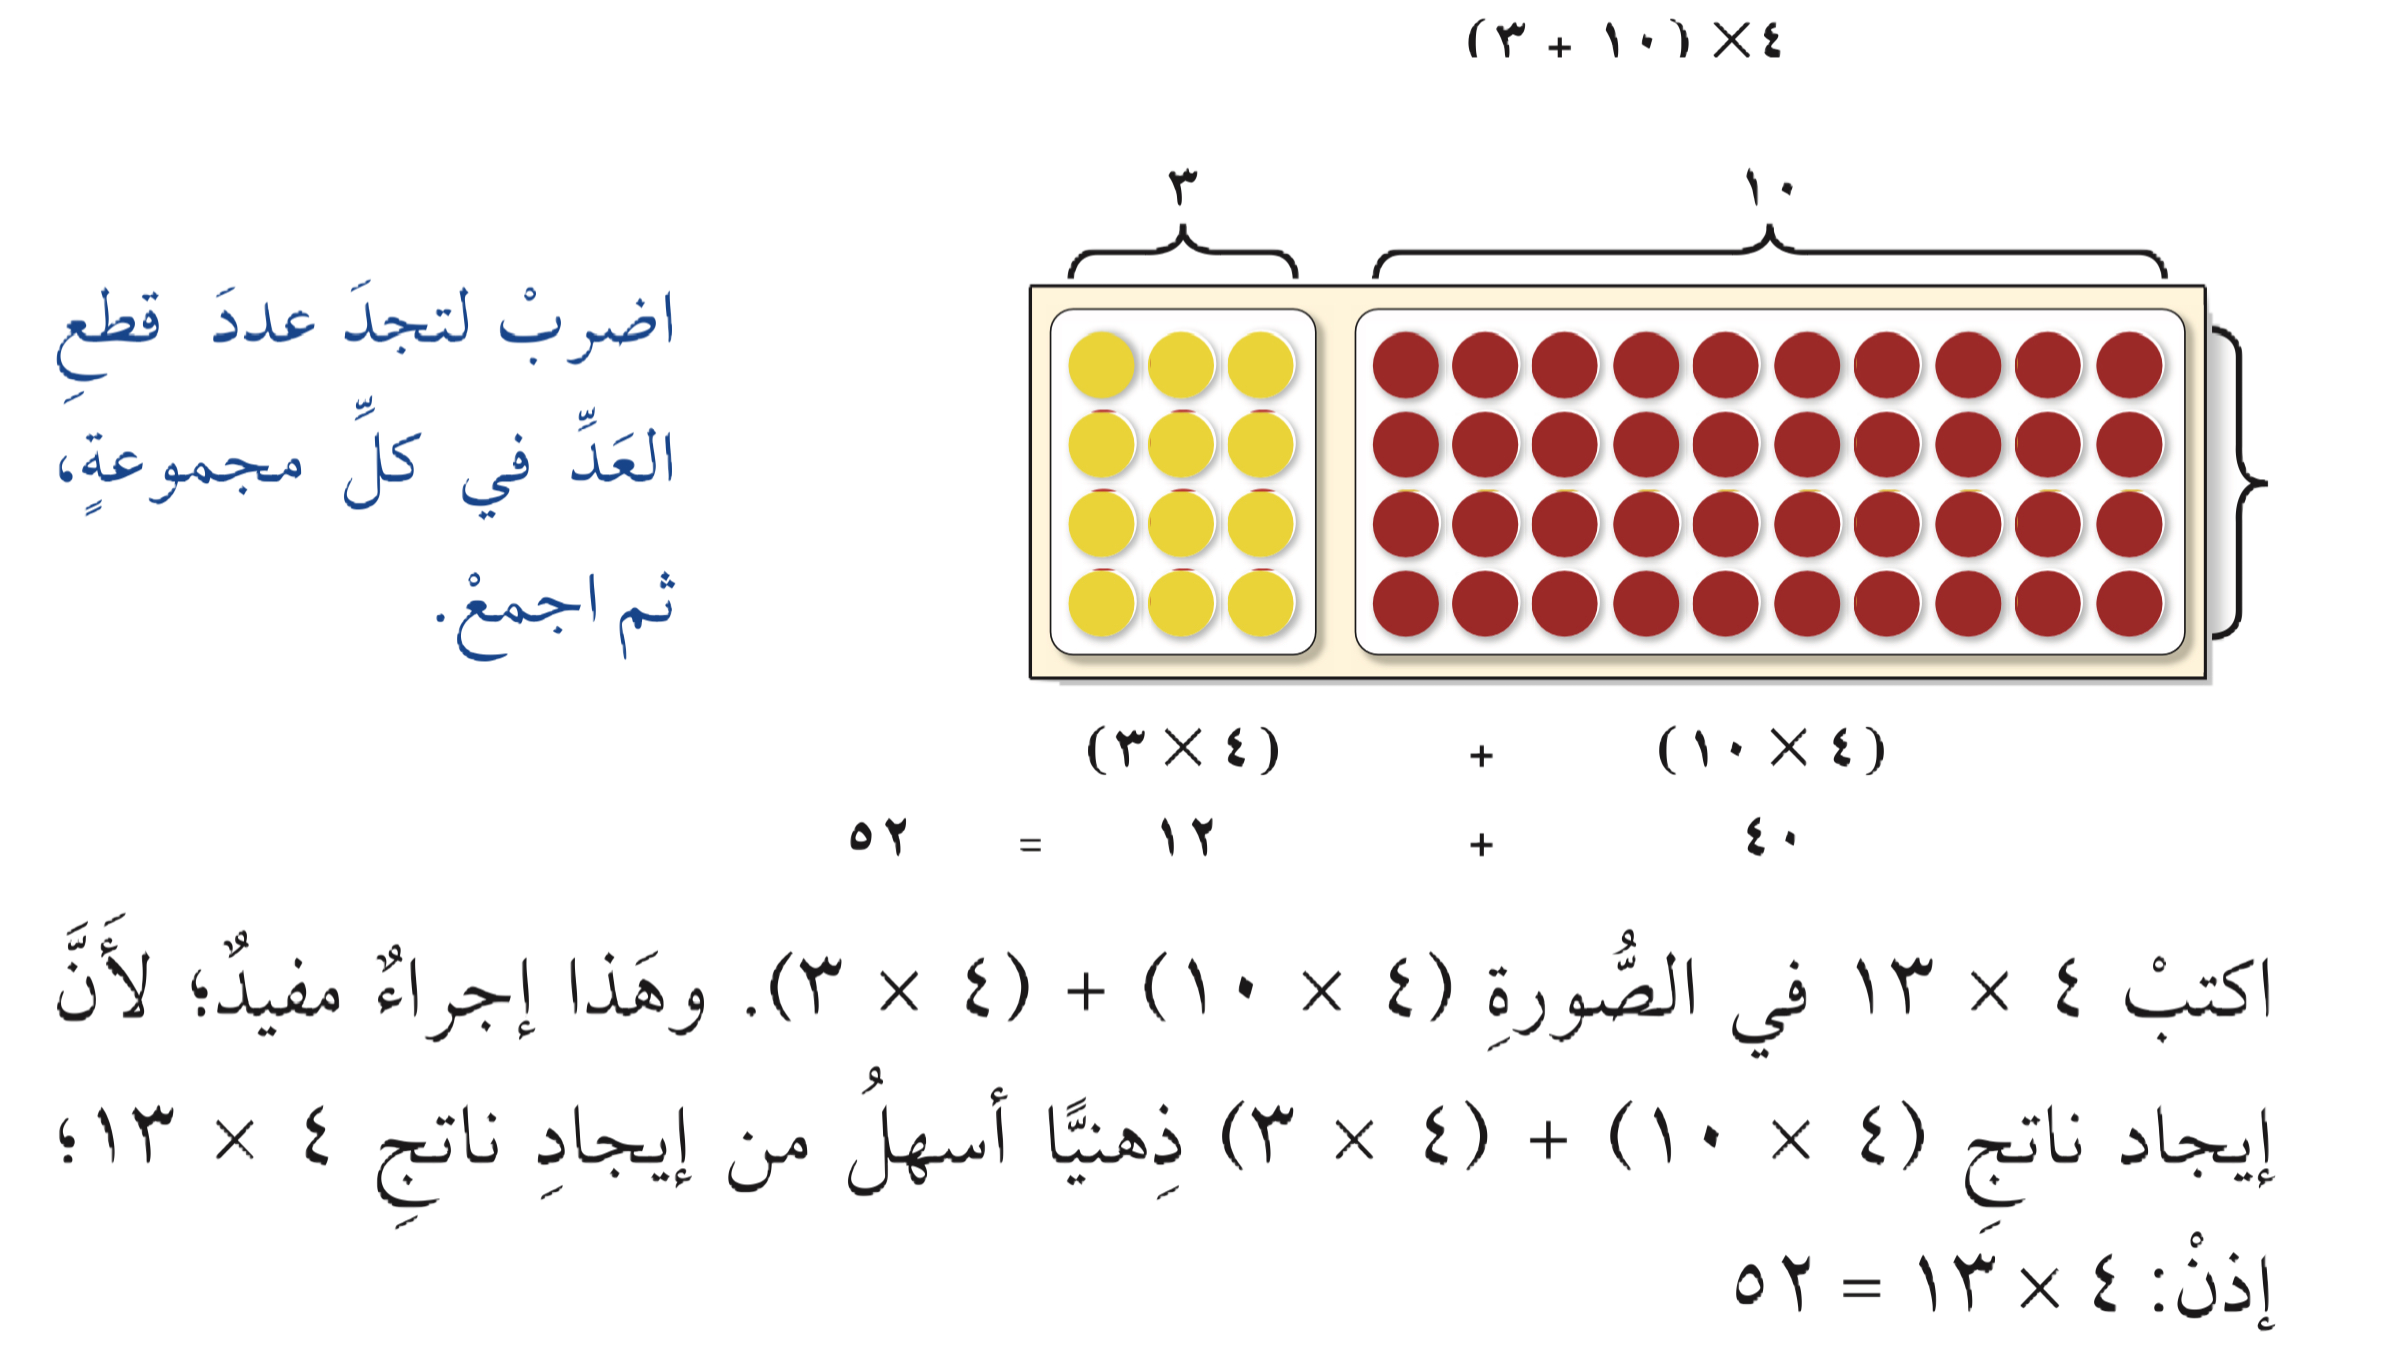 ٤ × (١٠ + ٣)
١٠ ٣
اضربْ لتجدَ عددَ قطعِ
العَدِّ في كلِّ مجموعةٍ،
ثم اجمعْ.
(٤ × ١٠) + (٤ × ٣)
٤٠ + ١٢ = ٥٢
اكتبْ ٤ × ١٣ في الصُّورةِ (٤ × ١٠) + (٤ × ٣). وهَذا إجراءٌ مفيدٌ؛ لأَنَّ
إيجاد ناتجِ (٤ × ١٠) + (٤ × ٣) ذِهنيًّا أسهلُ من إيجادِ ناتجِ ٤ × ١٣؛
إذنْ: ٤ × ١٣ = ٥٢